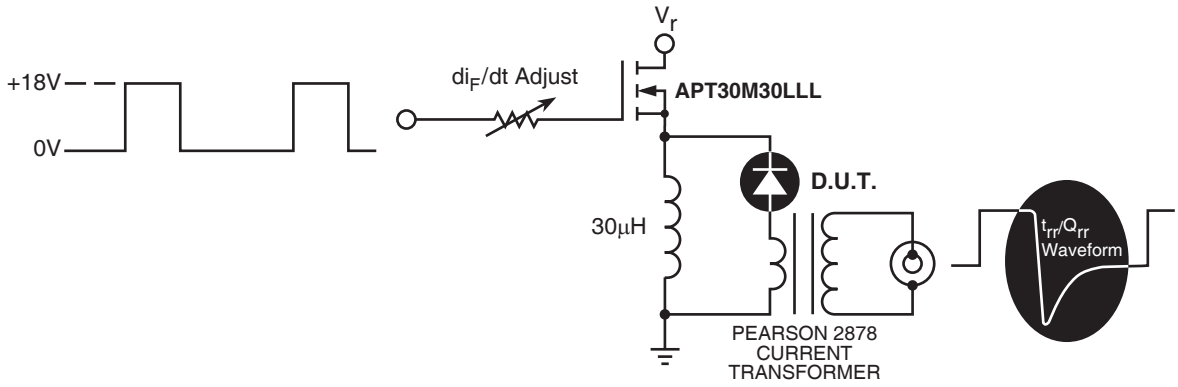 V_r
+18V
0V
di_F/dt Adjust
APT30M30LLL
D.U.T.
30μH
t_rr/Q_rr
Waveform
PEARSON 2878
CURRENT
TRANSFORMER